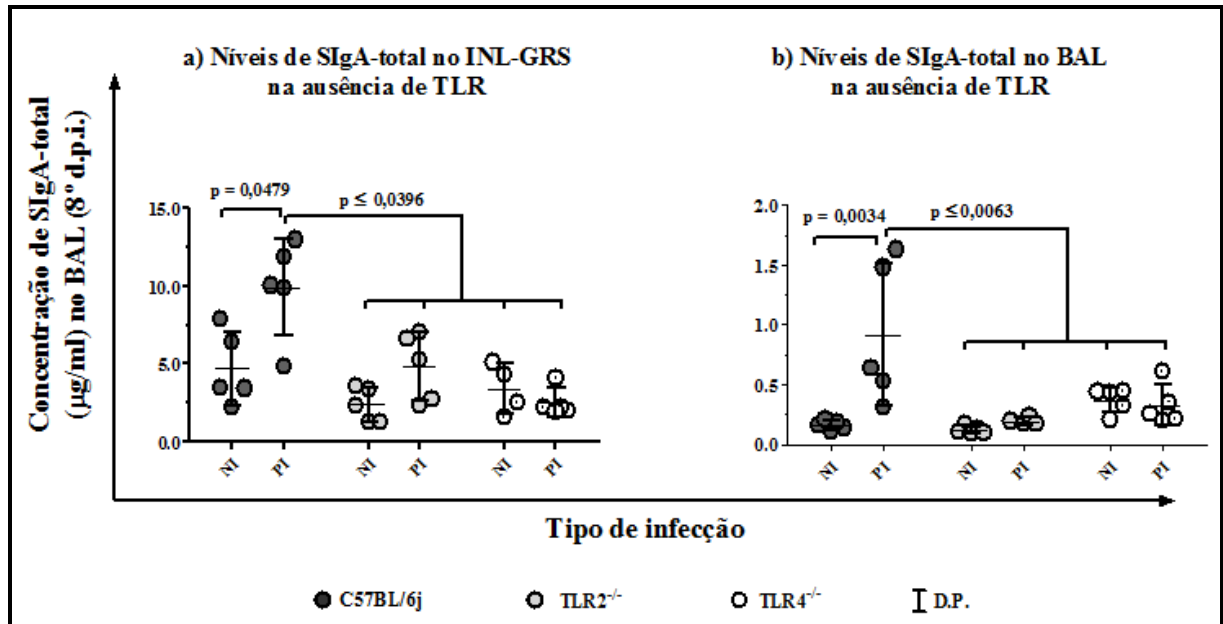 a) Níveis de SIgA-total no INL-GRS
na ausência de TLR
b) Níveis de SIgA-total no BAL
na ausência de TLR
Concentração de SIgA-total
(µg/ml) no BAL (8º d.p.i.)
p = 0,0479
p ≤ 0,0396
15.0
10.0
5.0
0.0
NI
PI
NI
PI
NI
PI
p = 0,0034
p ≤0,0063
2.0
1.5
1.0
0.5
0.0
NI
PI
NI
PI
NI
PI
Tipo de infecção
C57BL/6j
TLR2-/-
TLR4-/-
D.P.